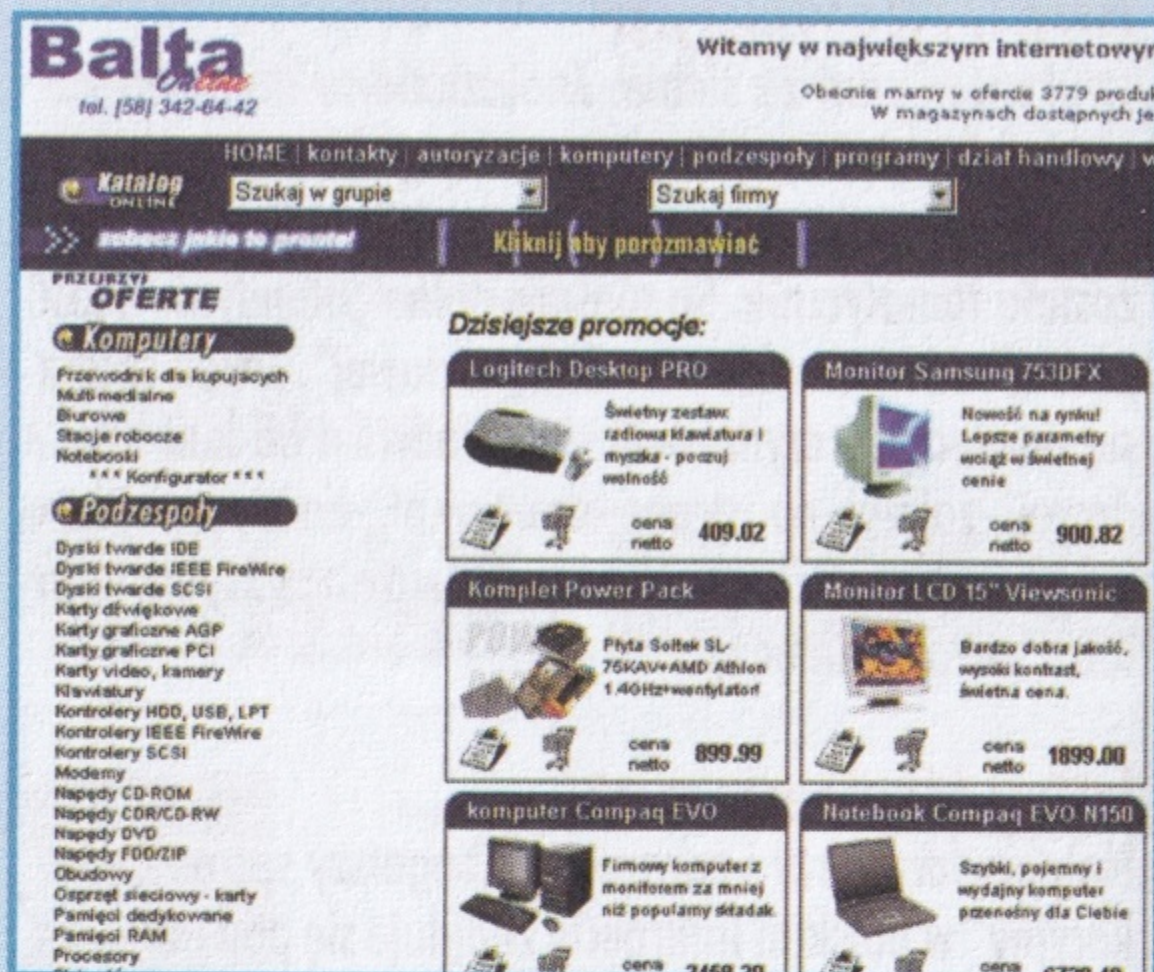 Balta
Online
tel. [58] 342-64-42
Witamy w największym internetowym
Obecnie mamy w ofercie 3779 produk
W magazynach dostępnych je
HOME | kontakty | autoryzacje | komputery | podzespoły | programy | dział handlowy |
Katalog
ONLINE
Szukaj w grupie
Szukaj firmy
zobacz jakie to proste!
Kliknij aby porozmawiać
PRZEJRZYJ
OFERTE
Komputery
Przewodnik dla kupujacych
Multimedialne
Biurowe
Stacje robocze
Notebooki
*** Konfigurator ***
Podzespoły
Dyski twarde IDE
Dyski twarde IEEE FireWire
Dyski twarde SCSI
Karty dźwiękowe
Karty graficzne AGP
Karty graficzne PCI
Karty video, kamery
Klawiatury
Kontrolery HDD, USB, LPT
Kontrolery IEEE FireWire
Kontrolery SCSI
Modemy
Napędy CD-ROM
Napędy CDR/CD-RW
Napędy DVD
Napędy FDD/ZIP
Obudowy
Osprzęt sieciowy - karty
Pamięci dedykowane
Pamięci RAM
Procesory
Dzisiejsze promocje:
Logitech Desktop PRO
Świetny zestaw:
radiowa klawiatura i
myszka - poczuj
wolność
cena
netto 409.02
Monitor Samsung 753DFX
Nowość na rynku!
Lepsze parametry
wciąż w świetnej
cenie
cena
netto 900.82
Komplet Power Pack
Płyta Soltek SL-
75KAV+AMD Athlon
1.4GHz+wentylator!
cena
netto 899.99
Monitor LCD 15" Viewsonic
Bardzo dobra jakość,
wysoki kontrast,
świetna cena.
cena
netto 1899.00
komputer Compaq EVO
Firmowy komputer z
monitorem za mniej
niż popularny składak.
cena
Notebook Compaq EVO N150
Szybki, pojemny i
wydajny komputer
przenośny dla Ciebie
cena